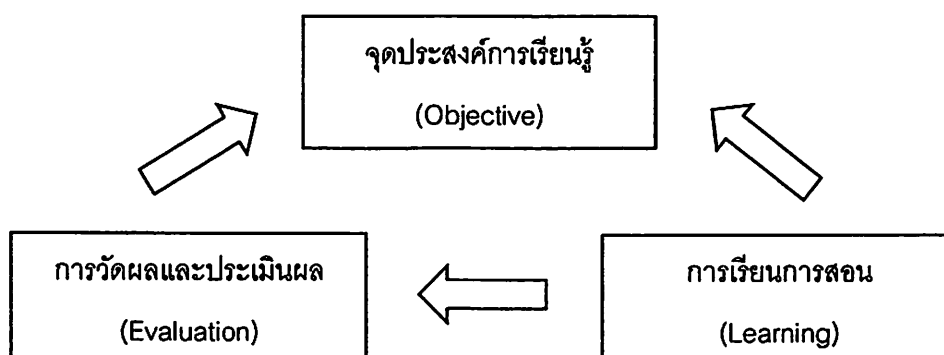 จุดประสงค์การเรียนรู้
(Objective)
การวัดผลและประเมินผล
(Evaluation)
การเรียนการสอน
(Learning)